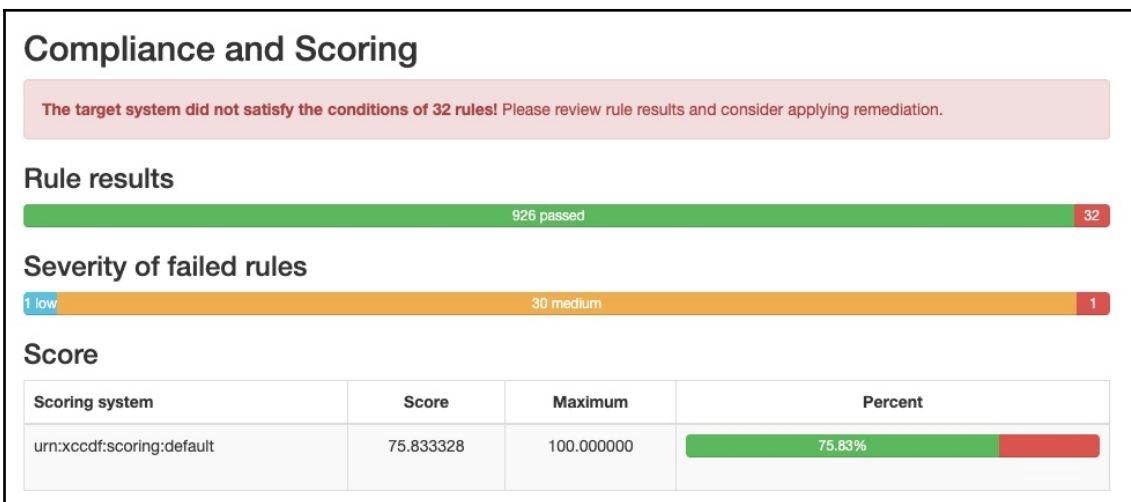 Compliance and Scoring
The target system did not satisfy the conditions of 32 rules! Please review rule results and consider applying remediation.
Rule results
926 passed 32
Severity of failed rules
1 low 30 medium 1
Score
Scoring system Score Maximum Percent
urn:xccdf:scoring:default 75.833328 100.000000 75.83%